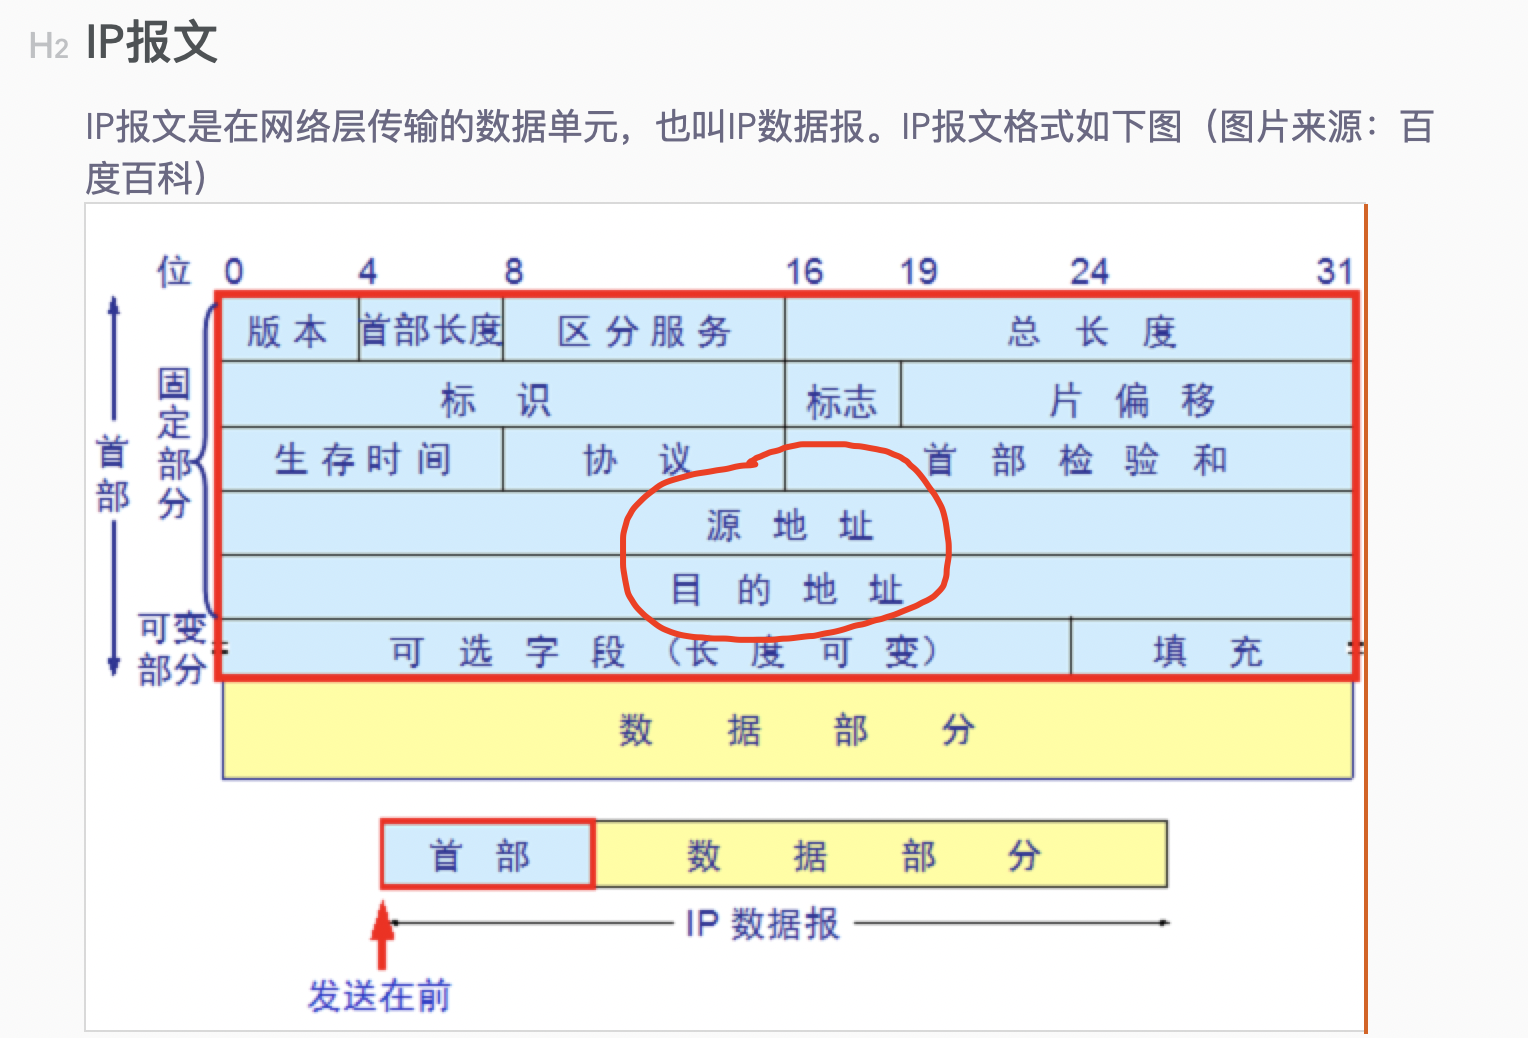 H2 IP报文
IP报文是在网络层传输的数据单元，也叫IP数据报。IP报文格式如下图（图片来源：百
度百科）
位 0 4 8 16 19 24 31
版本 首部长度 区分服务 总长度
标识 标志 片偏移
生存时间 协议 首部检验和
源地址
目的地址
可选字段（长度可变） 填充
首部
固定部分
可变
部分
数据部分
首部 数据部分
IP 数据报
发送在前